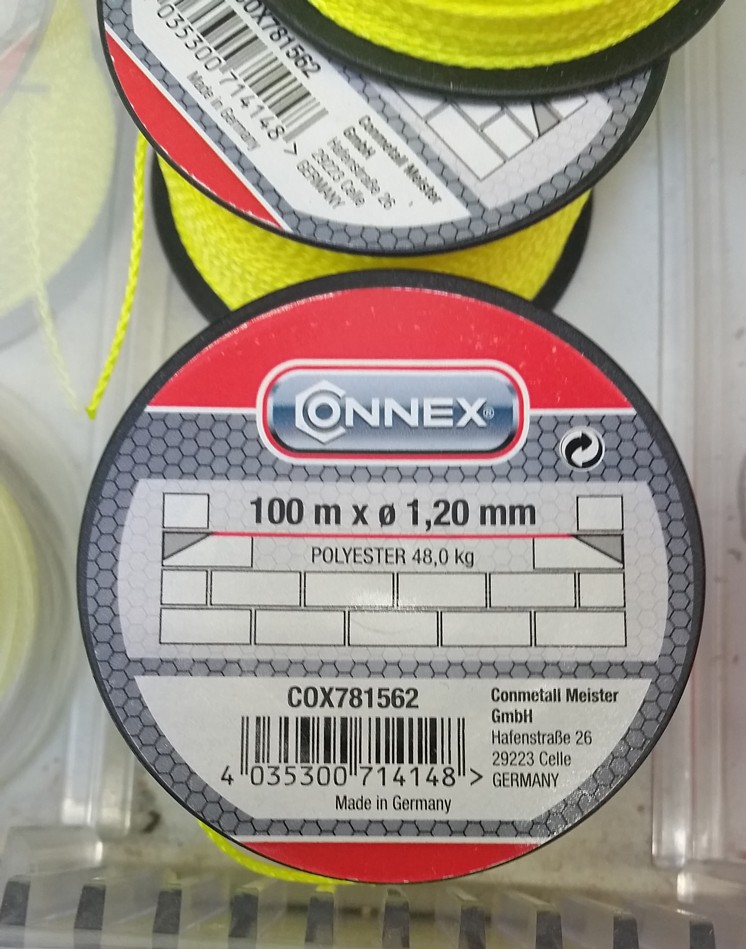 COX781562
035300 714148 >
Made in Germany
Conmetall Meister
GmbH
Hafenstraße 26
29223 Celle
GERMANY
CONNEX®
100 m x ø 1,20 mm
POLYESTER 48,0 kg
COX781562
4 035300 714148 >
Made in Germany
Conmetall Meister
GmbH
Hafenstraße 26
29223 Celle
GERMANY